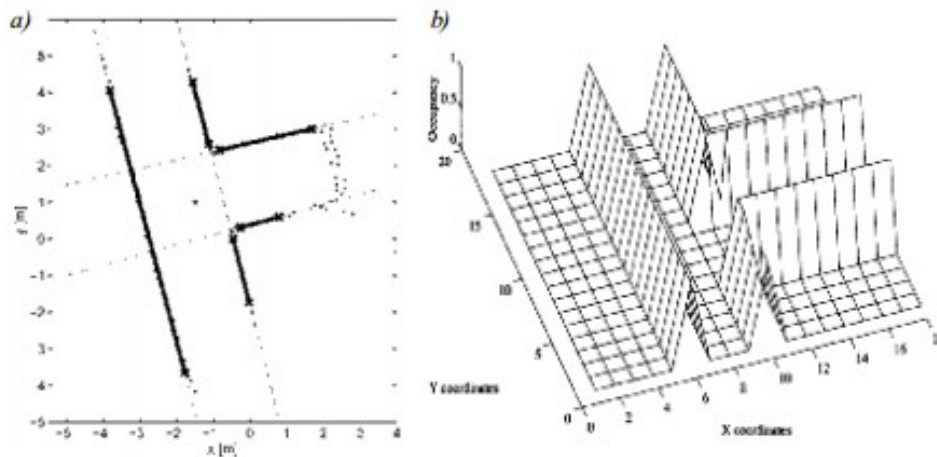 a)
5
4
3
2
1
0
-1
-2
-3
-4
-5
-5 -4 -3 -2 -1 0 1 2 3 4
x [m]
y [m]
b)
Occupancy
1
0.5
0
20
15
10
5
0
Y coordinates
0 2 4 6 8 10 12 14 16 1
X coordinates